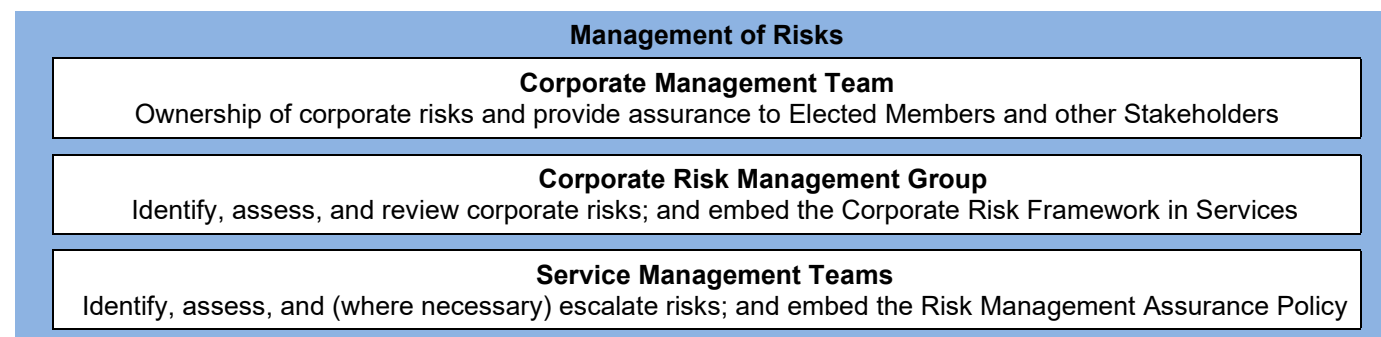 Management of Risks
Corporate Management Team
Ownership of corporate risks and provide assurance to Elected Members and other Stakeholders
Corporate Risk Management Group
Identify, assess, and review corporate risks; and embed the Corporate Risk Framework in Services
Service Management Teams
Identify, assess, and (where necessary) escalate risks; and embed the Risk Management Assurance Policy